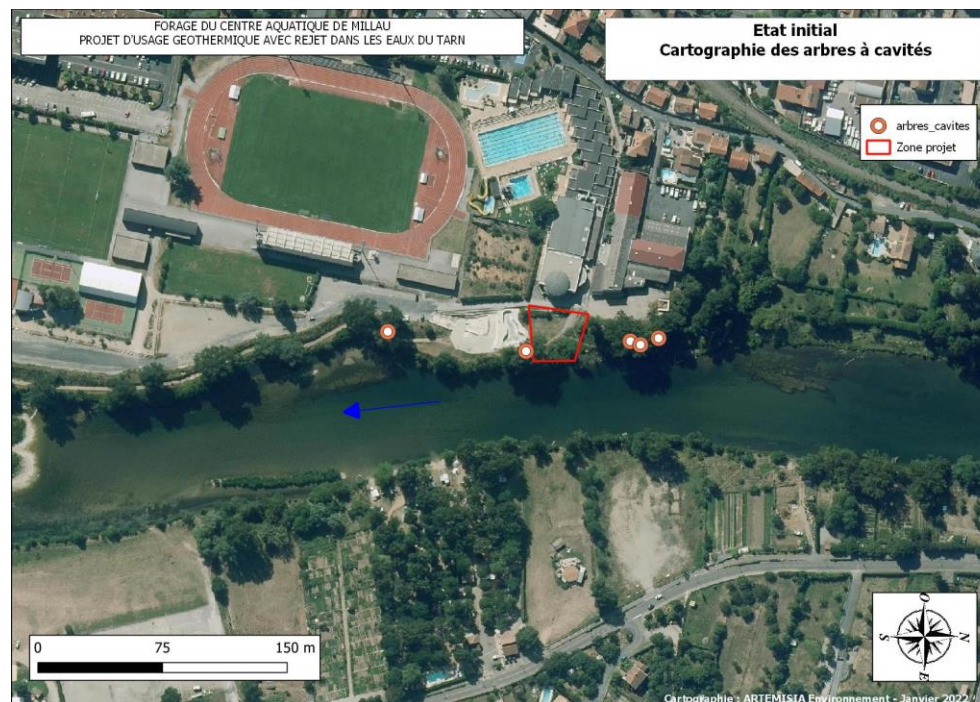 FORAGE DU CENTRE AQUATIQUE DE MILLAU
PROJET D'USAGE GEOTHERMIQUE AVEC REJET DANS LES EAUX DU TARN
Etat initial
Cartographie des arbres à cavités
arbres_cavites
Zone projet
0 75 150 m
O
S N
E
Cartographie : ARTEMISIA Environnement - Janvier 2022